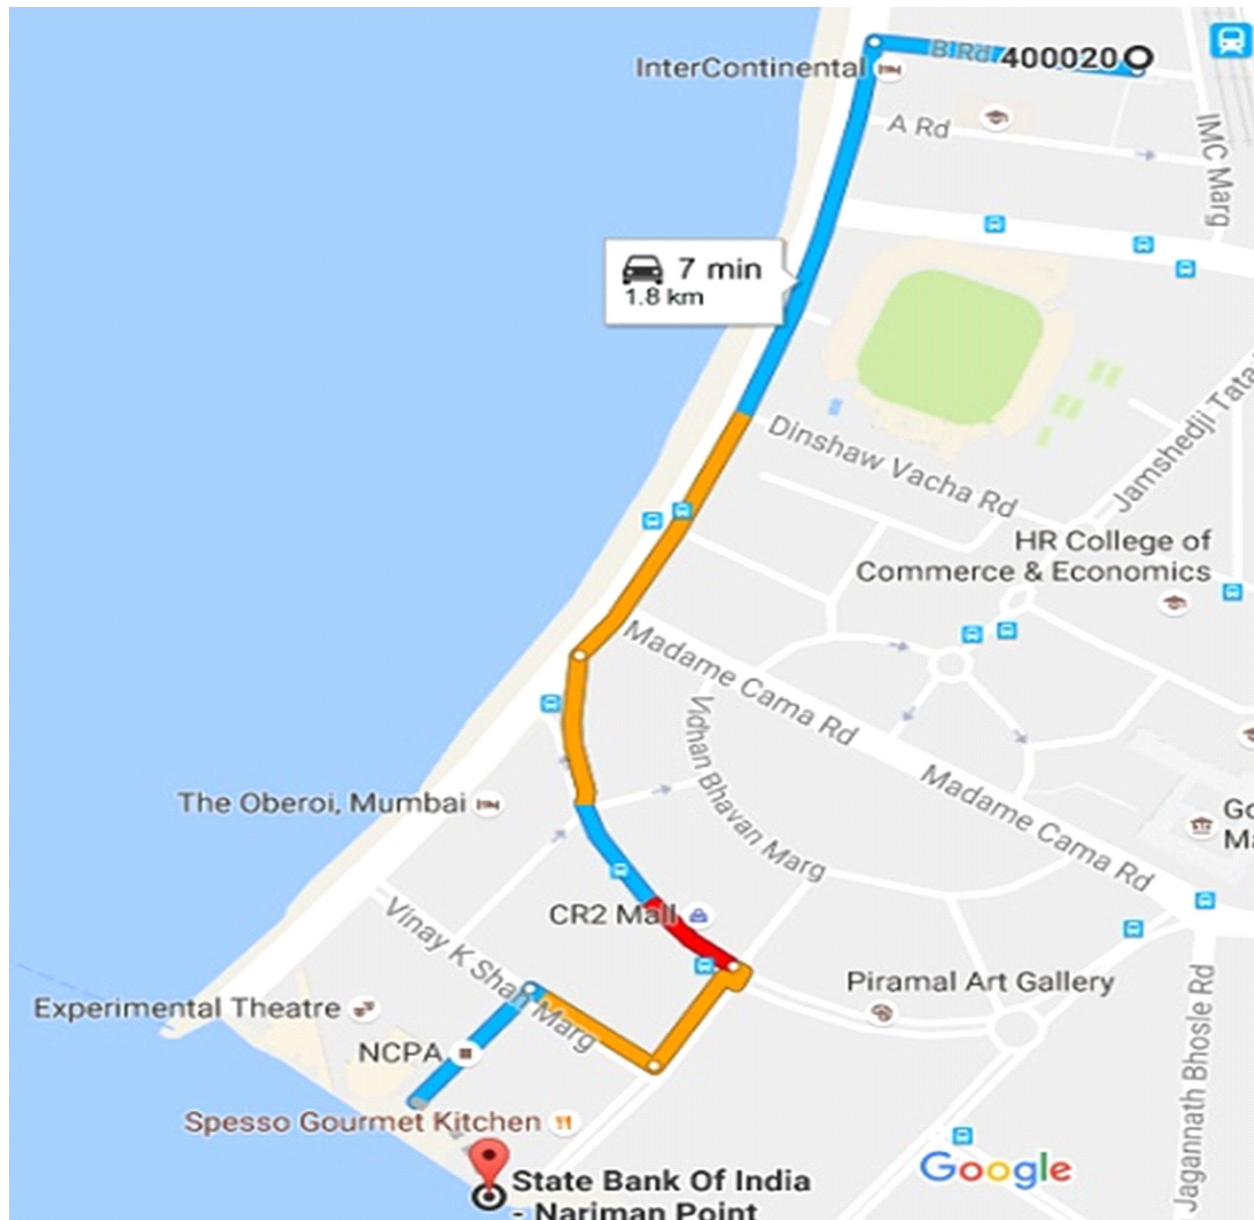 B Rd 400020
InterContinental
A Rd
IMC Marg
7 min
1.8 km
Dinshaw Vacha Rd
Jamshedji Tata
HR College of
Commerce & Economics
Madame Cama Rd
Vidhan Bhavan Marg
Madame Cama Rd
The Oberoi, Mumbai
CR2 Mall
Vinay K Shah Marg
Piramal Art Gallery
Experimental Theatre
NCPA
Jagannath Bhosle Rd
Spesso Gourmet Kitchen
Google
State Bank Of India
- Nariman Point